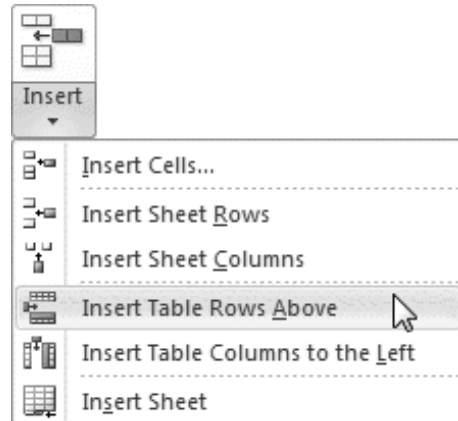 Insert
Insert Cells...
Insert Sheet Rows
Insert Sheet Columns
Insert Table Rows Above
Insert Table Columns to the Left
Insert Sheet